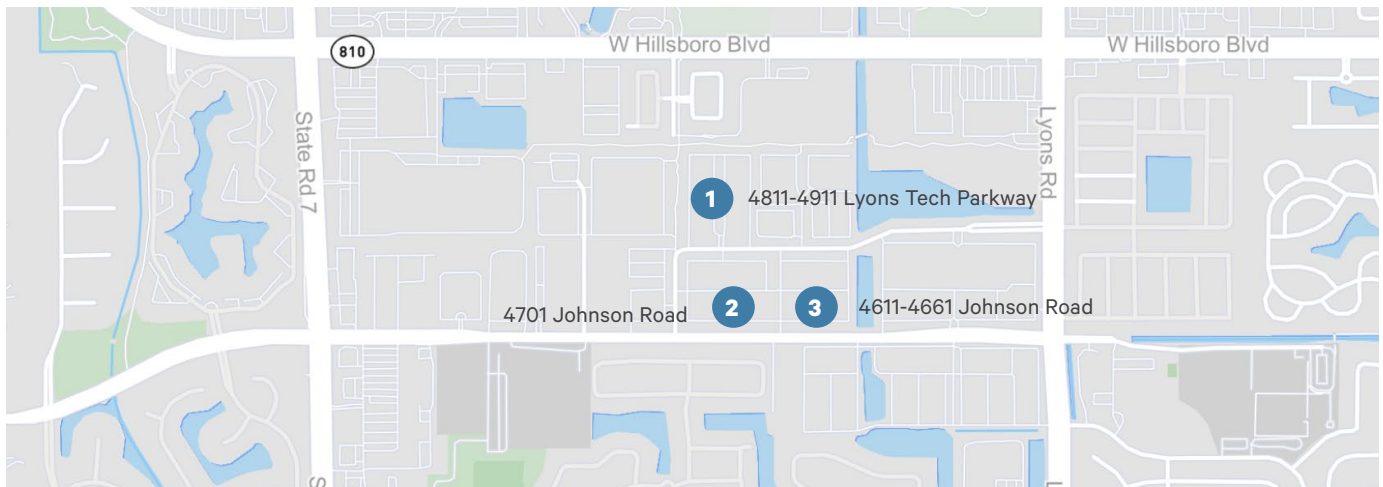 W Hillsboro Blvd
W Hillsboro Blvd
810
State Rd 7
Lyons Rd
1
4811-4911 Lyons Tech Parkway
4701 Johnson Road
2
3
4611-4661 Johnson Road
S
L